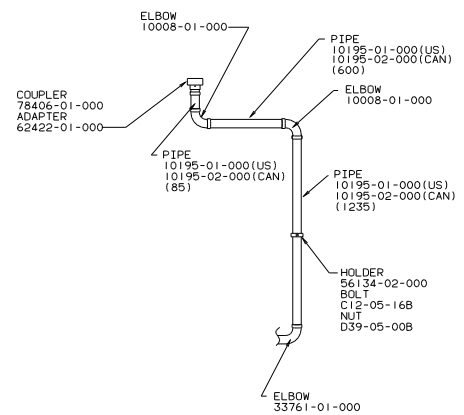 ELBOW
10008-01-000
PIPE
10195-01-000(US)
10195-02-000(CAN)
(600)
COUPLER
78406-01-000
ADAPTER
62422-01-000
ELBOW
10008-01-000
PIPE
10195-01-000(US)
10195-02-000(CAN)
(85)
PIPE
10195-01-000(US)
10195-02-000(CAN)
(1235)
HOLDER
56134-02-000
BOLT
C12-05-16B
NUT
D39-05-00B
ELBOW
33761-01-000